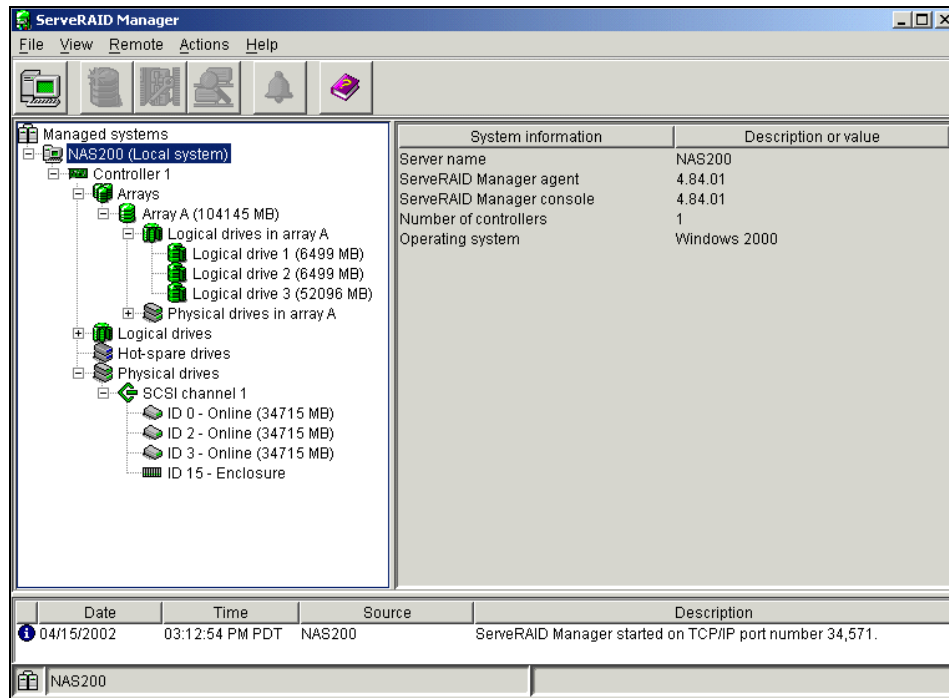 ServeRAID Manager
File View Remote Actions Help
Managed systems
NAS200 (Local system)
Controller 1
Arrays
Array A (104145 MB)
Logical drives in array A
Logical drive 1 (6499 MB)
Logical drive 2 (6499 MB)
Logical drive 3 (52096 MB)
Physical drives in array A
Logical drives
Hot-spare drives
Physical drives
SCSI channel 1
ID 0 - Online (34715 MB)
ID 2 - Online (34715 MB)
ID 3 - Online (34715 MB)
ID 15 - Enclosure
System information Description or value
Server name NAS200
ServeRAID Manager agent 4.84.01
ServeRAID Manager console 4.84.01
Number of controllers 1
Operating system Windows 2000
Date Time Source Description
04/15/2002 03:12:54 PM PDT NAS200 ServeRAID Manager started on TCP/IP port number 34,571.
NAS200